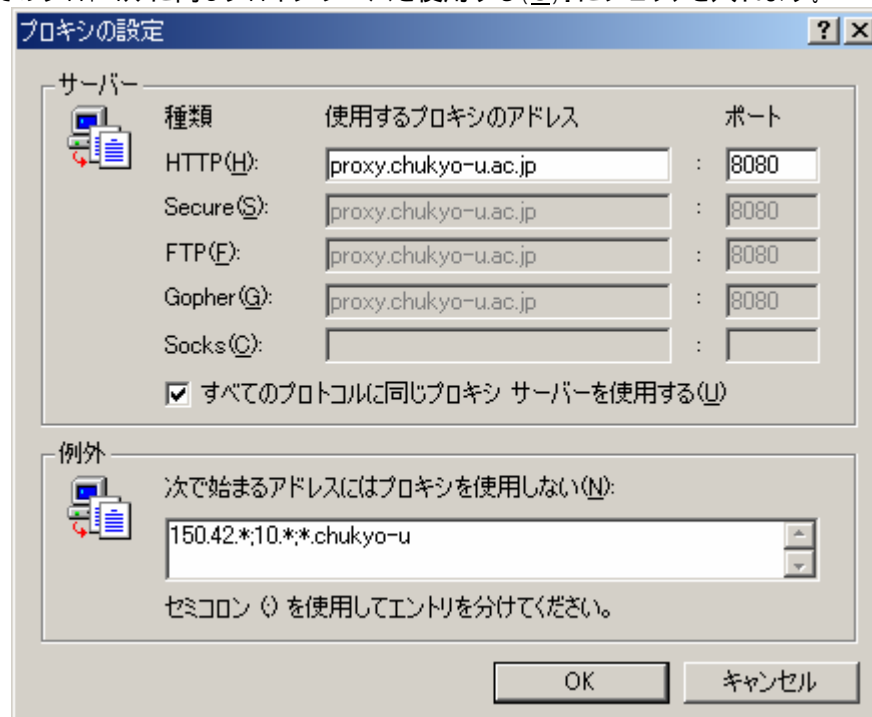 プロキシの設定
サーバー
種類 使用するプロキシのアドレス ポート
HTTP(H): proxy.chukyo-u.ac.jp : 8080
Secure(S): proxy.chukyo-u.ac.jp : 8080
FTP(F): proxy.chukyo-u.ac.jp : 8080
Gopher(G): proxy.chukyo-u.ac.jp : 8080
Socks(C): :
すべてのプロトコルに同じプロキシ サーバーを使用する(U)
例外
次で始まるアドレスにはプロキシを使用しない(N):
150.42.*;10.*;*.chukyo-u
セミコロン (;) を使用してエントリを分けてください。
OK キャンセル